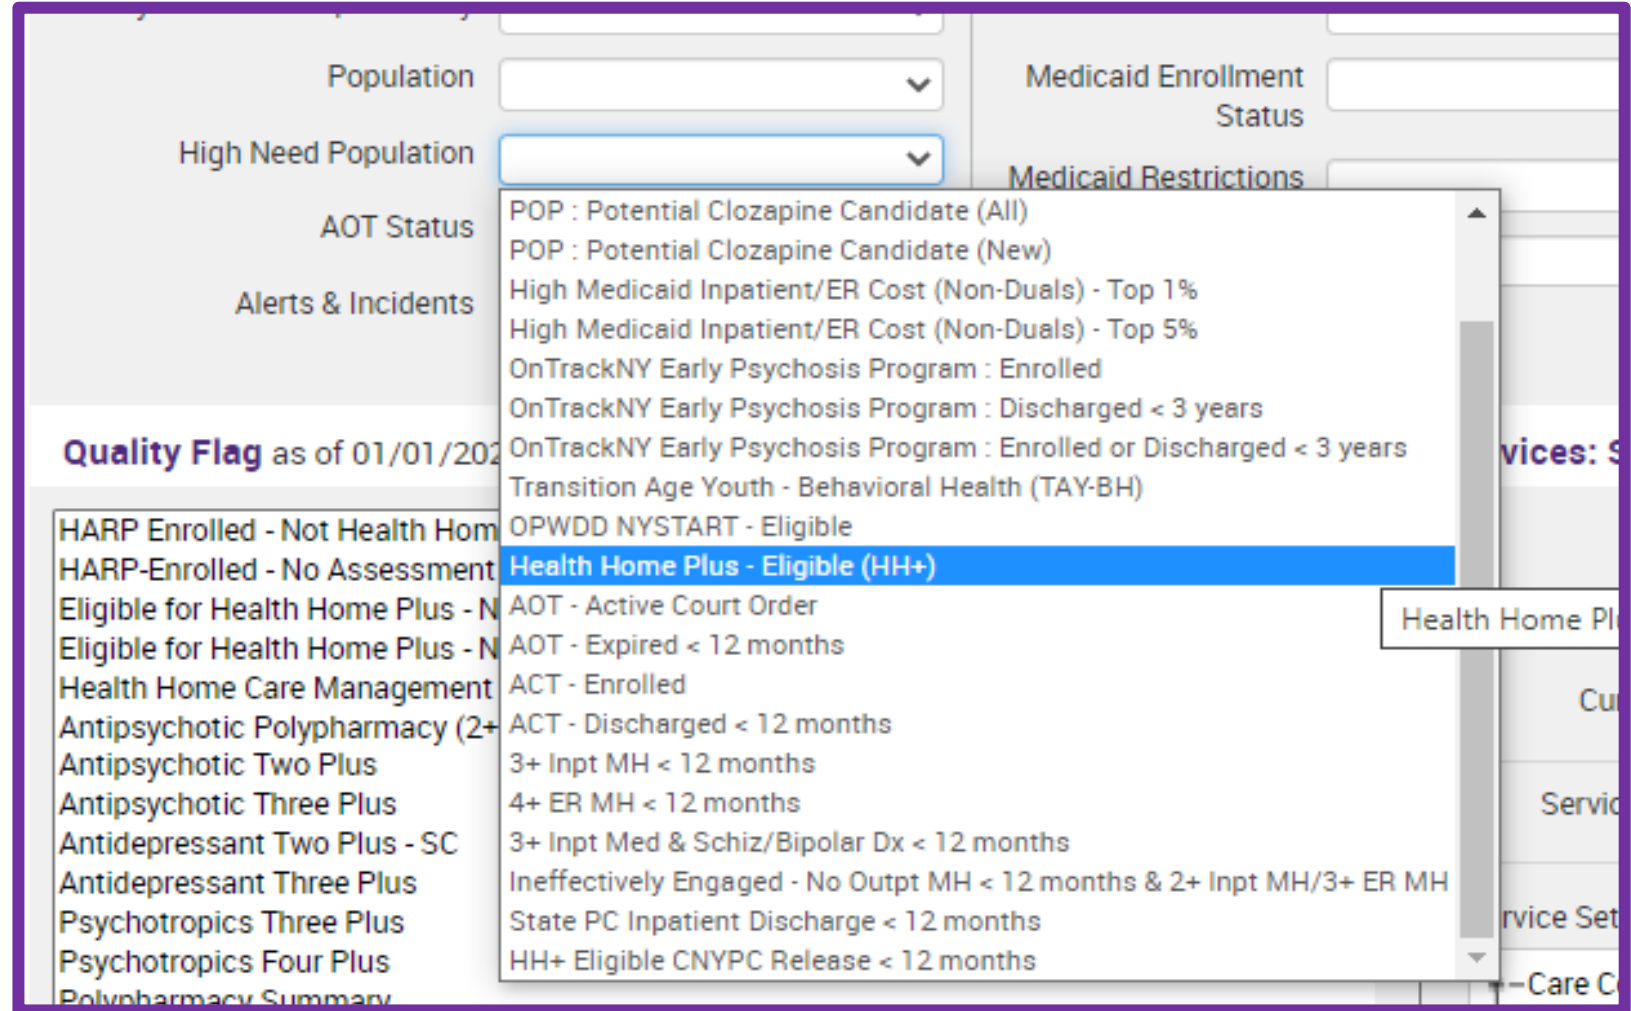 Population
High Need Population
AOT Status
Alerts & Incidents
Medicaid Enrollment
Status
Medicaid Restrictions
POP : Potential Clozapine Candidate (All)
POP : Potential Clozapine Candidate (New)
High Medicaid Inpatient/ER Cost (Non-Duals) - Top 1%
High Medicaid Inpatient/ER Cost (Non-Duals) - Top 5%
OnTrackNY Early Psychosis Program : Enrolled
OnTrackNY Early Psychosis Program : Discharged < 3 years
OnTrackNY Early Psychosis Program : Enrolled or Discharged < 3 years
Transition Age Youth - Behavioral Health (TAY-BH)
OPWDD NYSTART - Eligible
Health Home Plus - Eligible (HH+)
AOT - Active Court Order
AOT - Expired < 12 months
ACT - Enrolled
ACT - Discharged < 12 months
3+ Inpt MH < 12 months
4+ ER MH < 12 months
3+ Inpt Med & Schiz/Bipolar Dx < 12 months
Ineffectively Engaged - No Outpt MH < 12 months & 2+ Inpt MH/3+ ER MH
State PC Inpatient Discharge < 12 months
HH+ Eligible CNYPC Release < 12 months
Quality Flag as of 01/01/202
HARP Enrolled - Not Health Hom
HARP-Enrolled - No Assessment
Eligible for Health Home Plus - N
Eligible for Health Home Plus - N
Health Home Care Management
Antipsychotic Polypharmacy (2+
Antipsychotic Two Plus
Antipsychotic Three Plus
Antidepressant Two Plus - SC
Antidepressant Three Plus
Psychotropics Three Plus
Psychotropics Four Plus
Polypharmacy Summary
vices: S
Health Home Pl
Cu
Servic
rvice Set
Care C